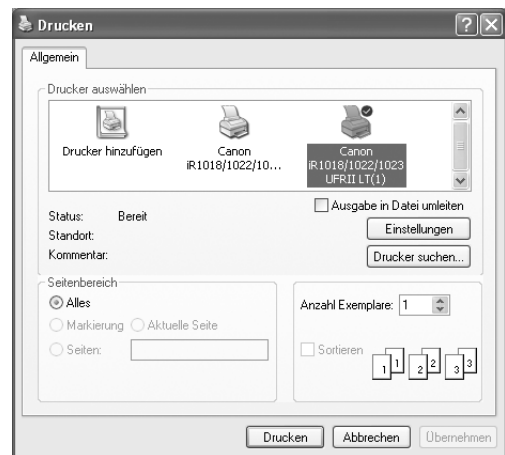 Drucken
Allgemein
Drucker auswählen
Drucker hinzufügen
Canon
iR1018/1022/10...
Canon
iR1018/1022/1023
UFRII LT(1)
Status: Bereit
Standort:
Kommentar:
Ausgabe in Datei umleiten
Einstellungen
Drucker suchen...
Seitenbereich
Alles
Markierung Aktuelle Seite
Seiten:
Anzahl Exemplare: 1
Sortieren
1 1 2 2 3 3
Drucken Abbrechen Übernehmen